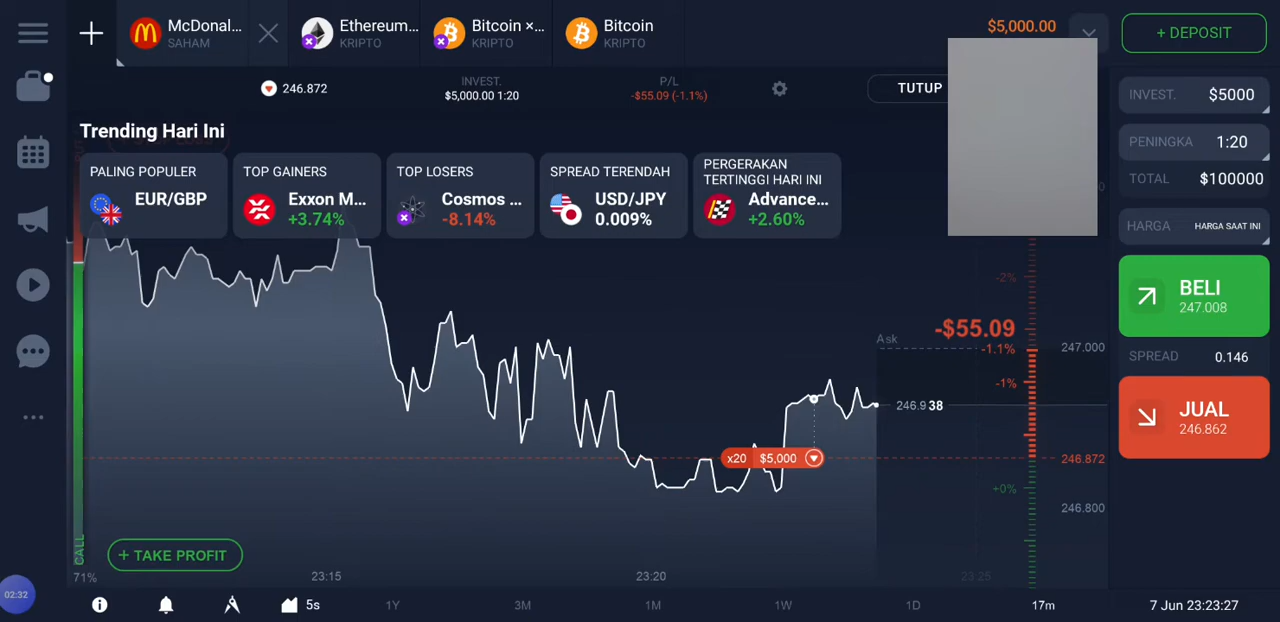 McDonal...
SAHAM
Ethereum...
KRIPTO
Bitcoin ×...
KRIPTO
Bitcoin
KRIPTO
$5,000.00
+ DEPOSIT
246.872
INVEST.
$5,000.00 1:20
P/L
-$55.09 (-1.1%)
TUTUP
INVEST.
$5000
PENINGKA
1:20
TOTAL
$100000
HARGA
HARGA SAAT INI
BELI
247.008
SPREAD
0.146
JUAL
246.862
Trending Hari Ini
PALING POPULER
EUR/GBP
TOP GAINERS
Exxon M...
+3.74%
TOP LOSERS
Cosmos ...
-8.14%
SPREAD TERENDAH
USD/JPY
0.009%
PERGERAKAN
TERTINGGI HARI INI
Advance...
+2.60%
-2%
Ask
-$55.09
-1.1%
247.000
-1%
246.938
x20 $5,000
246.872
+0%
246.800
CALL
+ TAKE PROFIT
71%
23:15
23:20
23:25
02:32
5s
1Y
3M
1M
1W
1D
17m
7 Jun 23:23:27